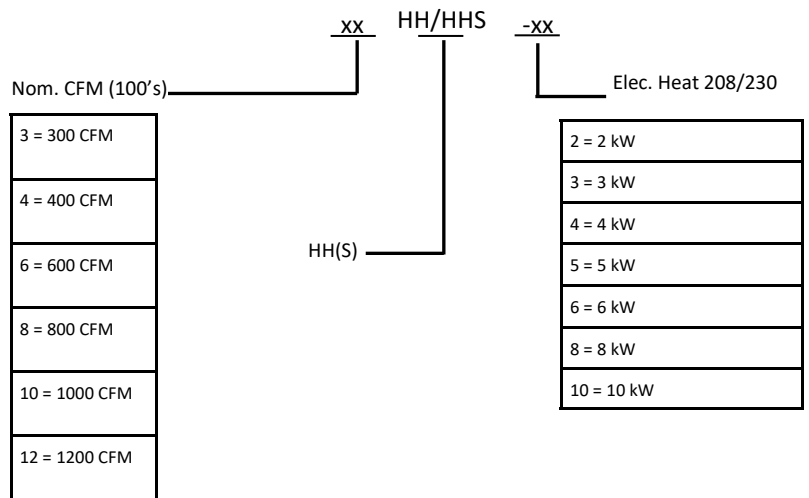 xx HH/HHS -xx
Nom. CFM (100’s)
Elec. Heat 208/230
3 = 300 CFM
4 = 400 CFM
6 = 600 CFM
8 = 800 CFM
10 = 1000 CFM
12 = 1200 CFM
HH(S)
2 = 2 kW
3 = 3 kW
4 = 4 kW
5 = 5 kW
6 = 6 kW
8 = 8 kW
10 = 10 kW